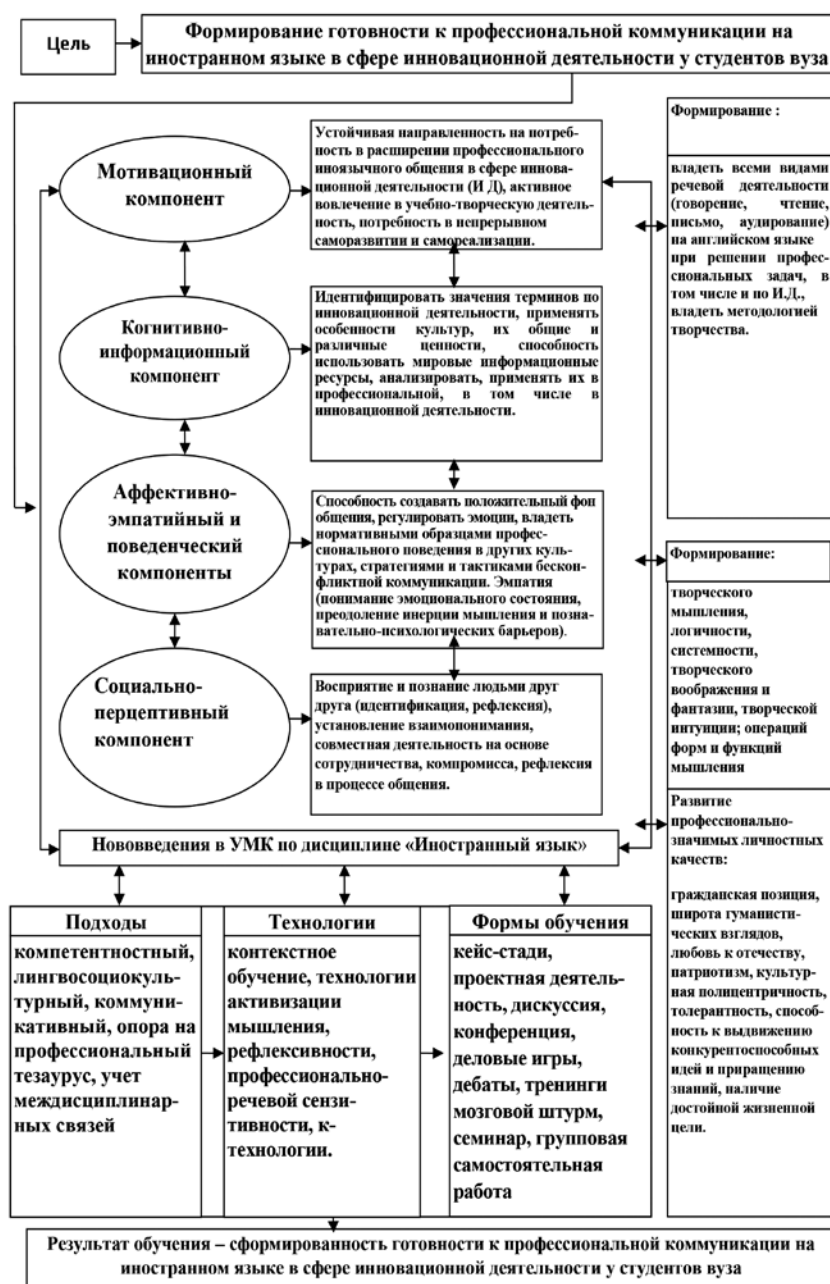 Цель
Формирование готовности к профессиональной коммуникации на
иностранном языке в сфере инновационной деятельности у студентов вуза
Мотивационный
компонент
Устойчивая направленность на потреб-
ность в расширении профессионального
иноязычного общения в сфере иннова-
ционной деятельности (И Д), активное
вовлечение в учебно-творческую деятель-
ность, потребность в непрерывном
саморазвитии и самореализации.
Формирование :
владеть всеми видами
речевой деятельности
(говорение, чтение,
письмо, аудирование)
на английском языке
при решении профес-
сиональных задач, в
том числе и по И.Д.,
владеть методологией
творчества.
Когнитивно-
информационный
компонент
Идентифицировать значения терминов по
инновационной деятельности, применять
особенности культур, их общие и
различные ценности, способность
использовать мировые информационные
ресурсы, анализировать, применять их в
профессиональной, в том числе в
инновационной деятельности.
Аффективно-
эмпатийный и
поведенческий
компоненты
Способность создавать положительный фон
общения, регулировать эмоции, владеть
нормативными образцами профес-
сионального поведения в других куль-
турах, стратегиями и тактиками бескон-
фликтной коммуникации. Эмпатия
(понимание эмоционального состояния,
преодоление инерции мышления и позна-
вательно-психологических барьеров).
Формирование:
творческого
мышления,
логичности,
системности,
творческого
воображения и
фантазии, творческой
интуиции; операций
форм и функций
мышления
Социально-
перцептивный
компонент
Восприятие и познание людьми друг
друга (идентификация, рефлексия),
установление взаимопонимания,
совместная деятельность на основе
сотрудничества, компромисса, рефлексия
в процессе общения.
Развитие
профессионально-
значимых личностных
качеств:
гражданская позиция,
широта гуманисти-
ческих взглядов,
любовь к отечеству,
патриотизм, культур-
ная полицентричность,
толерантность, способ-
ность к выдвижению
конкурентоспособных
идей и приращению
знаний, наличие
достойной жизненной
цели.
Нововведения в УМК по дисциплине «Иностранный язык»
Подходы
компетентностный,
лингвосоциокуль-
турный, коммуни-
кативный, опора на
профессиональный
тезаурус, учет
междисциплинар-
ных связей
Технологии
контекстное
обучение, технологии
активизации
мышления,
рефлексивности,
профессионально-
речевой сензи-
тивности, к-
технологии.
Формы обучения
кейс-стади,
проектная деятель-
ность, дискуссия,
конференция,
деловые игры,
дебаты, тренинги
мозговой штурм,
семинар, групповая
самостоятельная
работа
Результат обучения – сформированность готовности к профессиональной коммуникации на
иностранном языке в сфере инновационной деятельности у студентов вуза